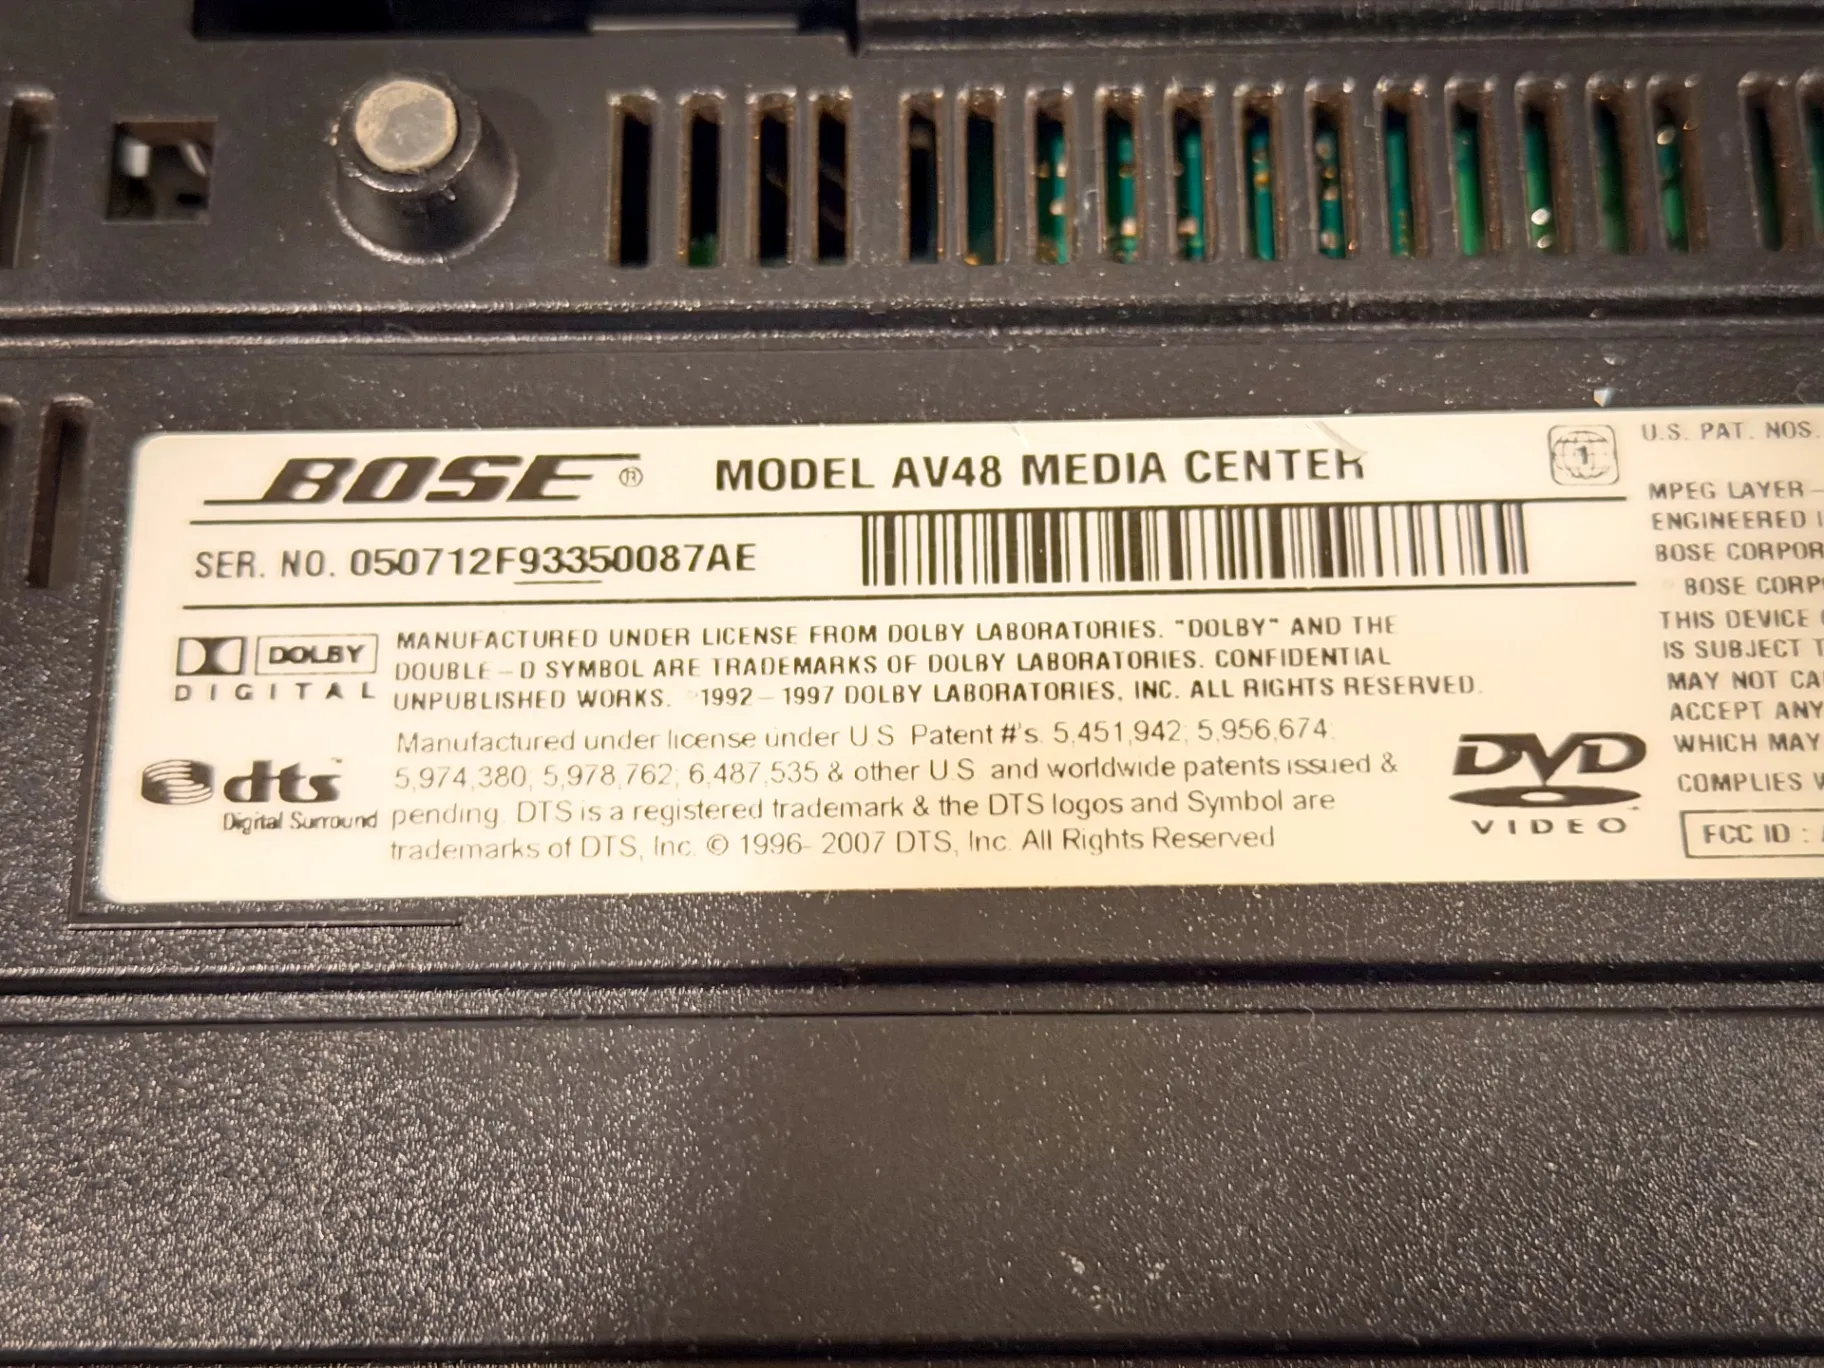 BOSE ® MODEL AV48 MEDIA CENTER
SER. NO. 050712F93350087AE
DOLBY
DIGITAL
MANUFACTURED UNDER LICENSE FROM DOLBY LABORATORIES. "DOLBY" AND THE
DOUBLE-D SYMBOL ARE TRADEMARKS OF DOLBY LABORATORIES. CONFIDENTIAL
UNPUBLISHED WORKS. 1992-1997 DOLBY LABORATORIES, INC. ALL RIGHTS RESERVED.
dts
Digital Surround
Manufactured under license under U.S. Patent #'s. 5,451,942; 5,956,674;
5,974,380; 5,978,762; 6,487,535 & other U.S. and worldwide patents issued &
pending. DTS is a registered trademark & the DTS logos and Symbol are
trademarks of DTS, Inc. © 1996-2007 DTS, Inc. All Rights Reserved
DVD
VIDEO
1
U.S. PAT. NOS.
MPEG LAYER-
ENGINEERED
BOSE CORPOR
BOSE CORP
THIS DEVICE
IS SUBJECT T
MAY NOT CA
ACCEPT ANY
WHICH MAY
COMPLIES
FCC ID :